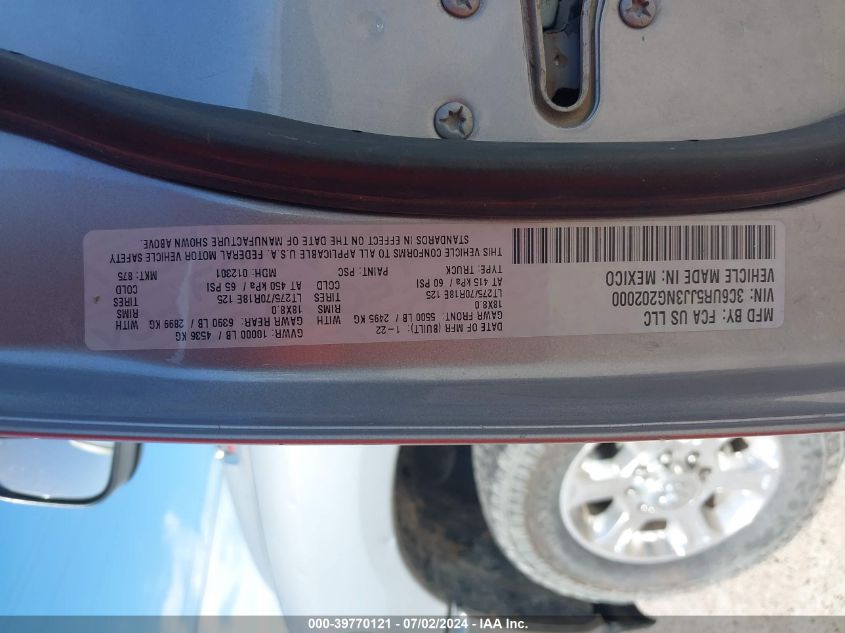 MFD BY: FCA US LLC
DATE OF MFR (BUILT): 1-22
GVWR: 10000 LB / 4536 KG
VIN: 3C6UR5J3NG202000
GAWR FRONT: 5500 LB / 2495 KG WITH
GAWR REAR: 6390 LB / 2899 KG WITH
VEHICLE MADE IN: MEXICO
18X8.0 RIMS
18X8.0 RIMS
LT275/70R18E 125 TIRES
LT275/70R18E 125 TIRES
AT 415 kPa / 60 PSI COLD
AT 450 kPa / 65 PSI COLD
TYPE: TRUCK PAINT: PSC MDH: 012301 MKT: 875
THIS VEHICLE CONFORMS TO ALL APPLICABLE U.S.A. FEDERAL MOTOR VEHICLE SAFETY
STANDARDS IN EFFECT ON THE DATE OF MANUFACTURE SHOWN ABOVE.
000-39770121 - 07/02/2024 - IAA Inc.